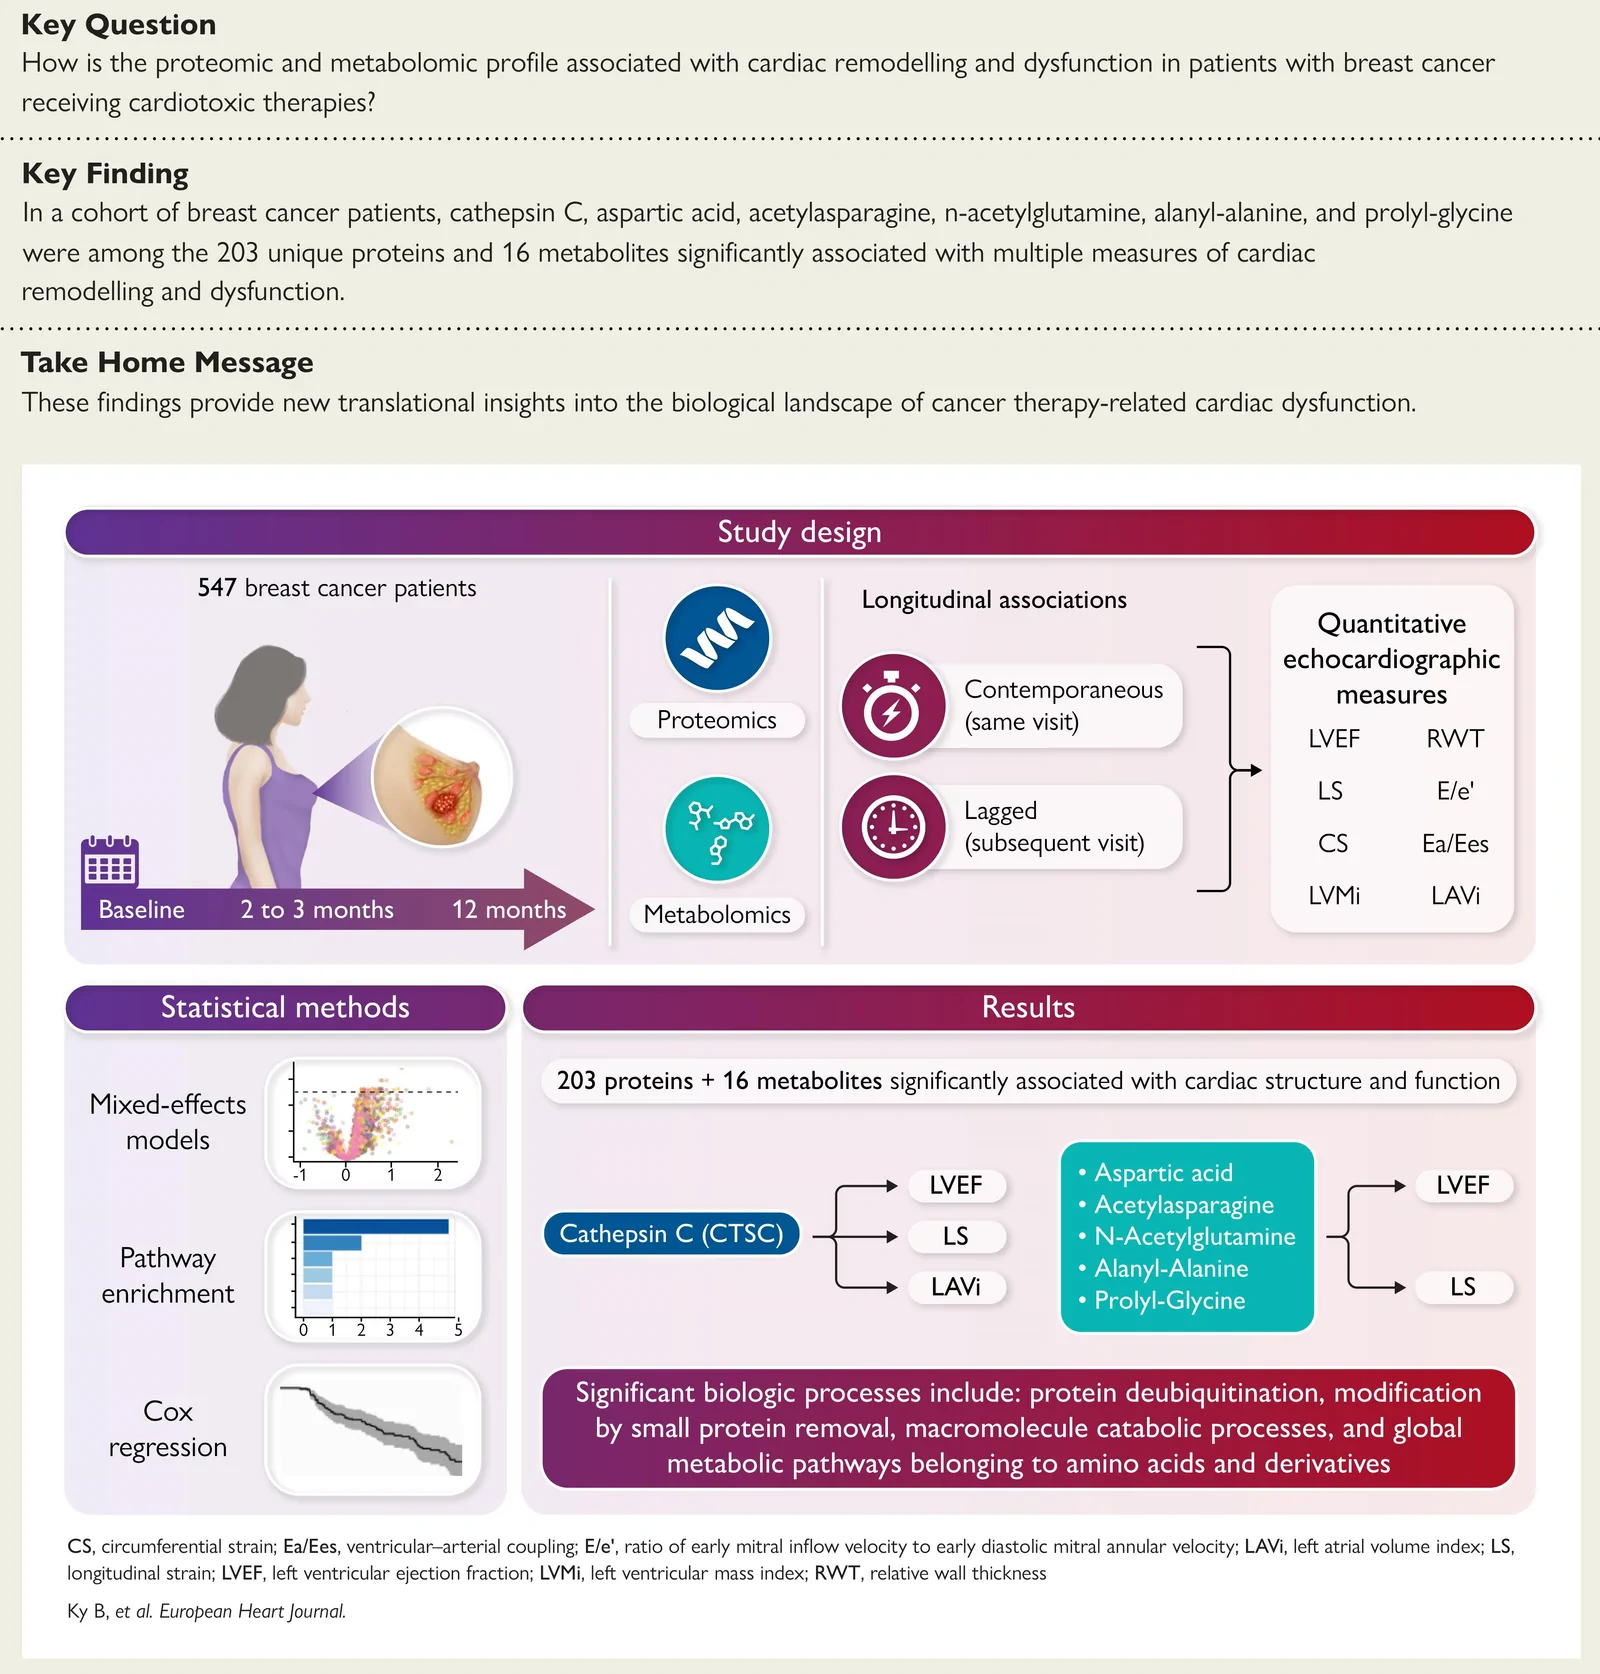 Key Question
How is the proteomic and metabolomic profile associated with cardiac remodelling and dysfunction in patients with breast cancer
receiving cardiotoxic therapies?
Key Finding
In a cohort of breast cancer patients, cathepsin C, aspartic acid, acetylasparagine, n-acetylglutamine, alanyl-alanine, and prolyl-glycine
were among the 203 unique proteins and 16 metabolites significantly associated with multiple measures of cardiac
remodelling and dysfunction.
Take Home Message
These findings provide new translational insights into the biological landscape of cancer therapy-related cardiac dysfunction.
Study design
547 breast cancer patients
Baseline
2 to 3 months
12 months
Proteomics
Metabolomics
Longitudinal associations
Contemporaneous
(same visit)
Lagged
(subsequent visit)
Quantitative
echocardiographic
measures
LVEF RWT
LS E/e'
CS Ea/Ees
LVMi LAVi
Statistical methods
Mixed-effects
models
-1 0 1 2
Pathway
enrichment
0 1 2 3 4 5
Cox
regression
Results
203 proteins + 16 metabolites significantly associated with cardiac structure and function
Cathepsin C (CTSC)
LVEF
LS
LAVi
• Aspartic acid
• Acetylasparagine
• N-Acetylglutamine
• Alanyl-Alanine
• Prolyl-Glycine
LVEF
LS
Significant biologic processes include: protein deubiquitination, modification
by small protein removal, macromolecule catabolic processes, and global
metabolic pathways belonging to amino acids and derivatives
CS, circumferential strain; Ea/Ees, ventricular–arterial coupling; E/e', ratio of early mitral inflow velocity to early diastolic mitral annular velocity; LAVi, left atrial volume index; LS,
longitudinal strain; LVEF, left ventricular ejection fraction; LVMi, left ventricular mass index; RWT, relative wall thickness
Ky B, et al. European Heart Journal.